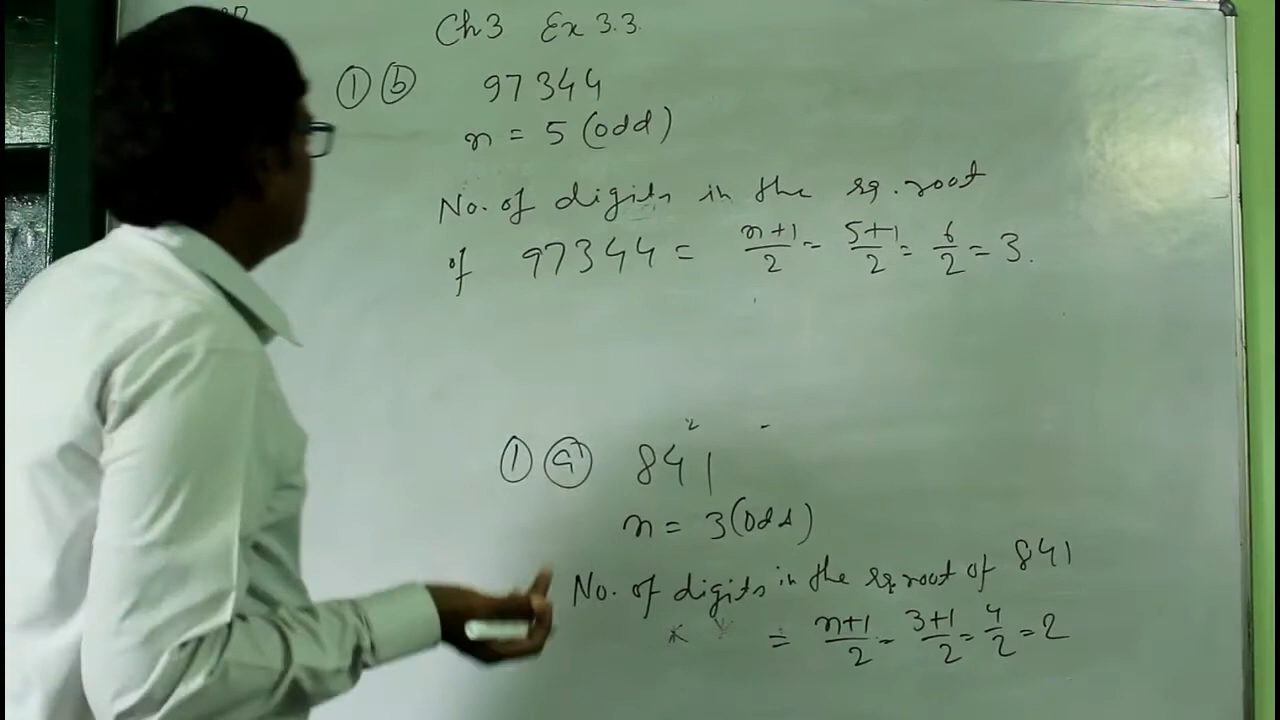 Ch 3 Ex 3.3
① ⓑ 97344
n = 5 (odd)
No. of digits in the sq. root
of 97344 = n+1/2 = 5+1/2 = 6/2 = 3.
① ⓐ 841
n = 3 (odd)
No. of digits in the sq. root of 841
= n+1/2 = 3+1/2 = 4/2 = 2